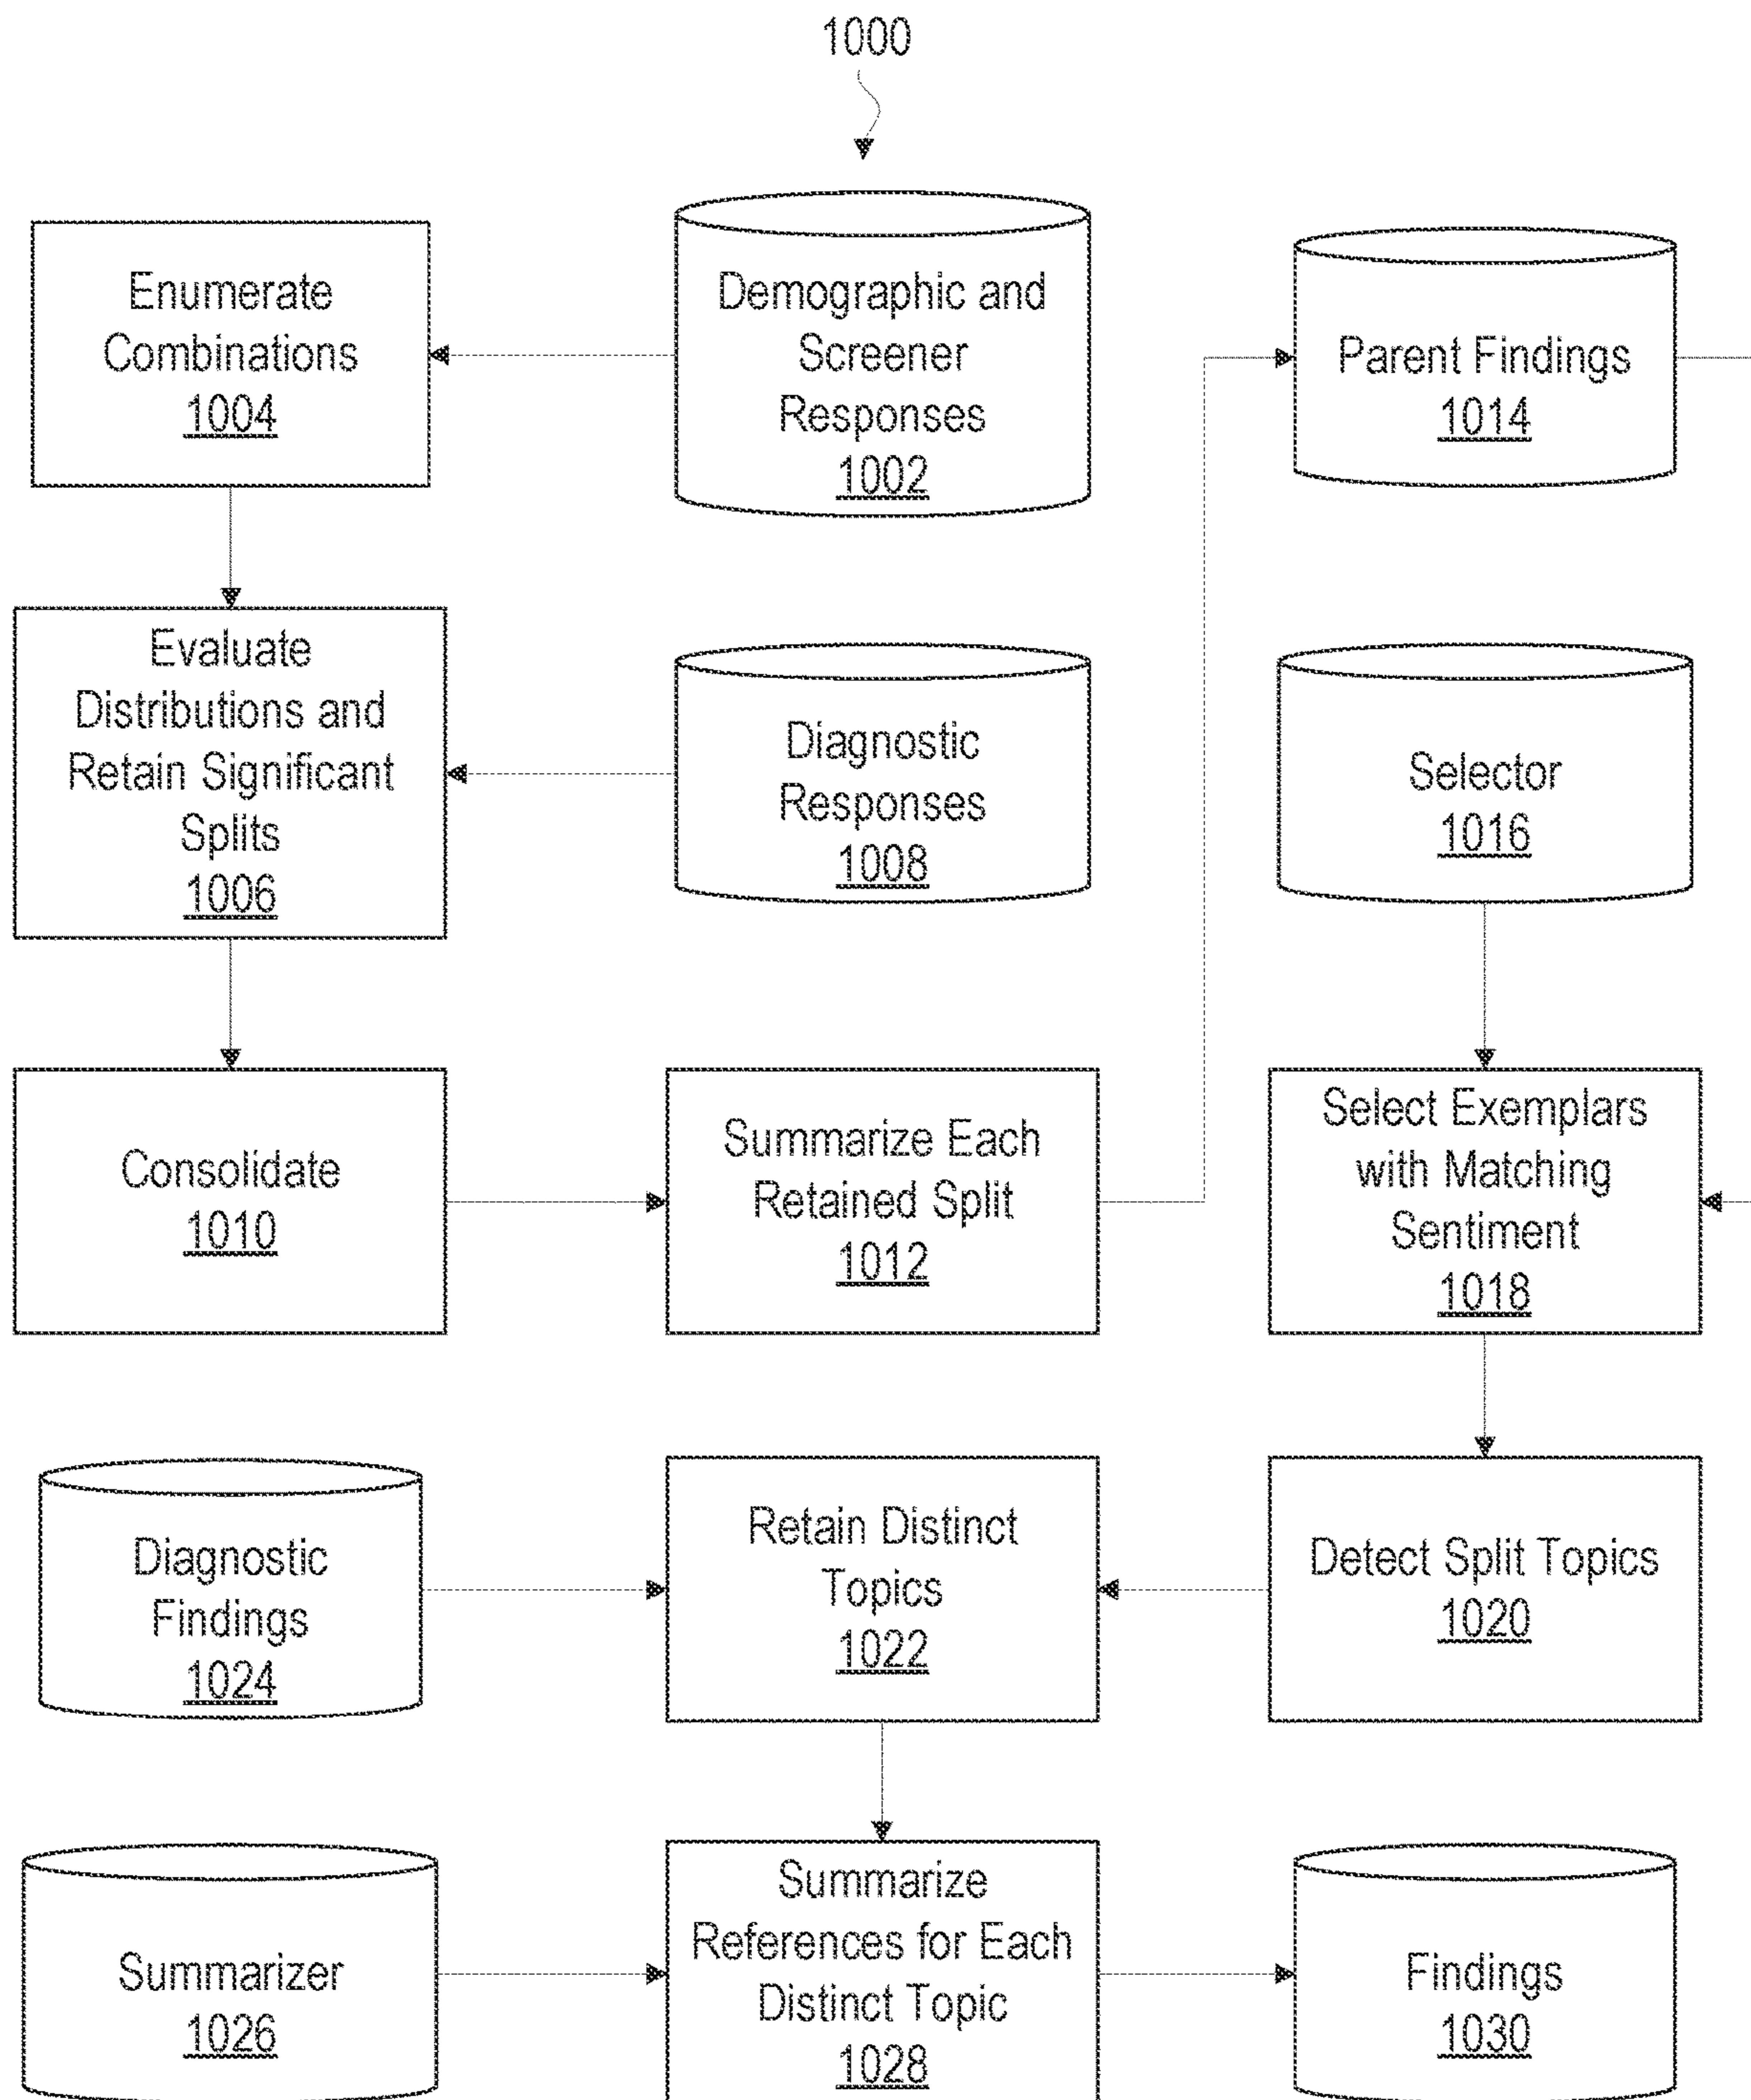 1000
Enumerate
Combinations
1004
Demographic and
Screener
Responses
1002
Parent Findings
1014
Evaluate
Distributions and
Retain Significant
Splits
1006
Diagnostic
Responses
1008
Selector
1016
Consolidate
1010
Summarize Each
Retained Split
1012
Select Exemplars
with Matching
Sentiment
1018
Diagnostic
Findings
1024
Retain Distinct
Topics
1022
Detect Split Topics
1020
Summarizer
1026
Summarize
References for Each
Distinct Topic
1028
Findings
1030